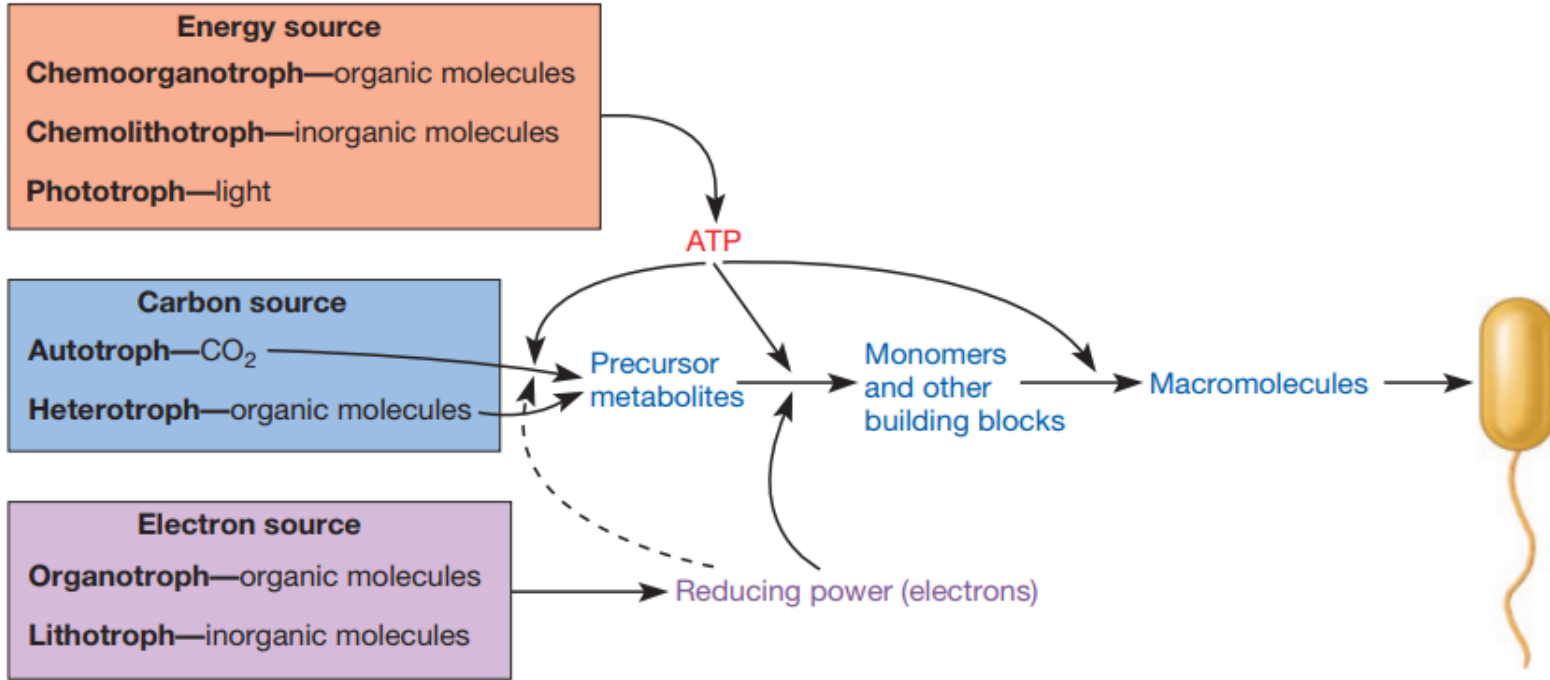 Energy source
Chemoorganotroph—organic molecules
Chemolithotroph—inorganic molecules
Phototroph—light
ATP
Carbon source
Autotroph—CO₂
Heterotroph—organic molecules
Precursor
metabolites
Monomers
and other
building blocks
Macromolecules
Electron source
Organotroph—organic molecules
Lithotroph—inorganic molecules
Reducing power (electrons)